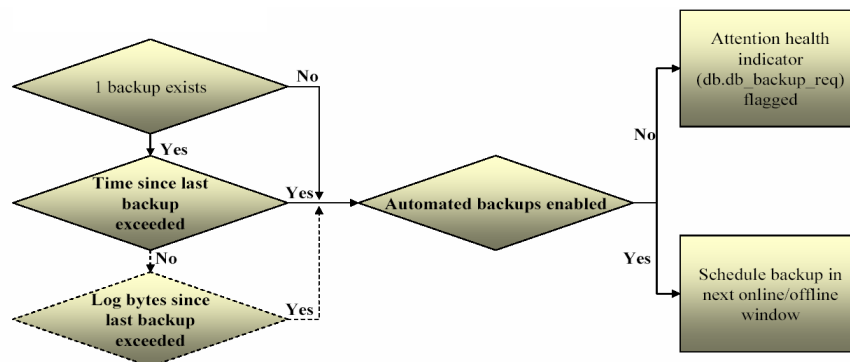 1 backup exists
No
Yes
Time since last
backup
exceeded
Yes
No
Log bytes since
last backup
exceeded
Yes
Automated backups enabled
No
Attention health
indicator
(db.db_backup_req)
flagged
Yes
Schedule backup in
next online/offline
window